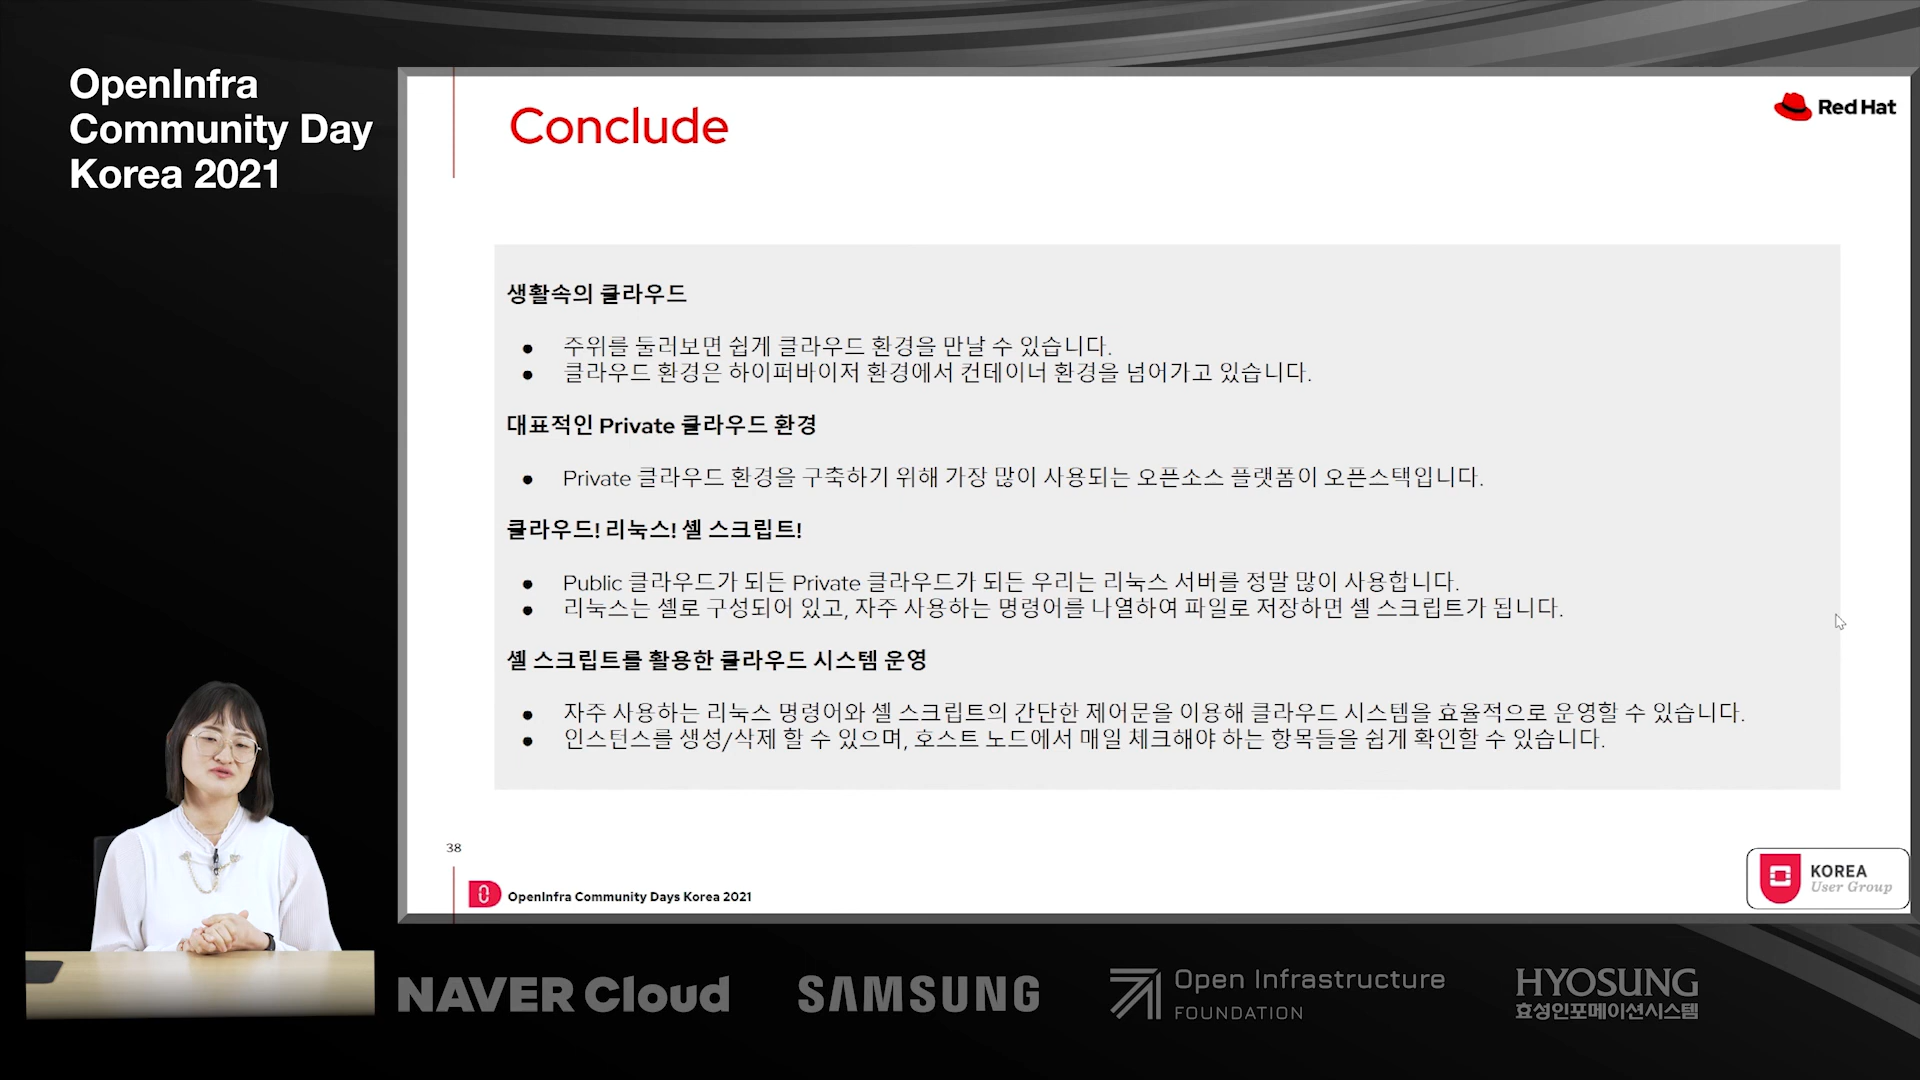 OpenInfra
Community Day
Korea 2021
Conclude
Red Hat
생활속의 클라우드
● 주위를 둘러보면 쉽게 클라우드 환경을 만날 수 있습니다.
● 클라우드 환경은 하이퍼바이저 환경에서 컨테이너 환경을 넘어가고 있습니다.
대표적인 Private 클라우드 환경
● Private 클라우드 환경을 구축하기 위해 가장 많이 사용되는 오픈소스 플랫폼이 오픈스택입니다.
클라우드! 리눅스! 셸 스크립트!
● Public 클라우드가 되든 Private 클라우드가 되든 우리는 리눅스 서버를 정말 많이 사용합니다.
● 리눅스는 셸로 구성되어 있고, 자주 사용하는 명령어를 나열하여 파일로 저장하면 셸 스크립트가 됩니다.
셸 스크립트를 활용한 클라우드 시스템 운영
● 자주 사용하는 리눅스 명령어와 셸 스크립트의 간단한 제어문을 이용해 클라우드 시스템을 효율적으로 운영할 수 있습니다.
● 인스턴스를 생성/삭제 할 수 있으며, 호스트 노드에서 매일 체크해야 하는 항목들을 쉽게 확인할 수 있습니다.
38
OpenInfra Community Days Korea 2021
KOREA
User Group
NAVER Cloud
SAMSUNG
Open Infrastructure
FOUNDATION
HYOSUNG
효성인포메이션시스템